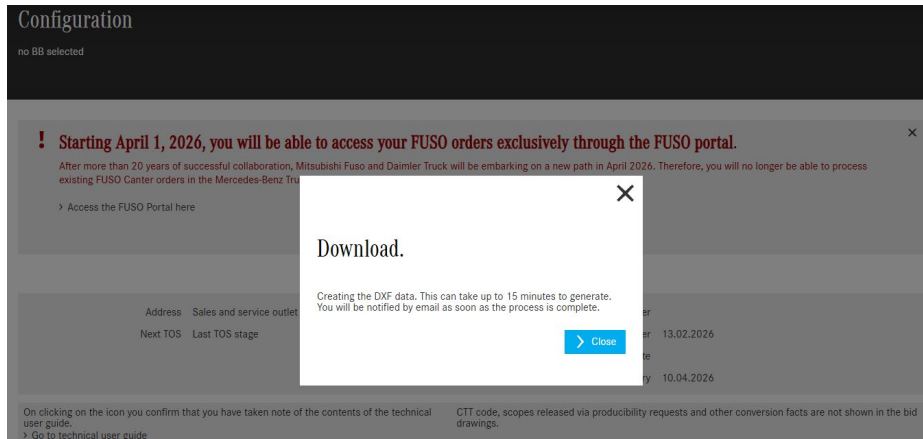 Configuration
no BB selected
! Starting April 1, 2026, you will be able to access your FUSO orders exclusively through the FUSO portal.
After more than 20 years of successful collaboration, Mitsubishi Fuso and Daimler Truck will be embarking on a new path in April 2026. Therefore, you will no longer be able to process
existing FUSO Canter orders in the Mercedes-Benz
> Access the FUSO Portal here
Download.
Creating the DXF data. This can take up to 15 minutes to generate.
You will be notified by email as soon as the process is complete.
> Close
Address Sales and service outlet
Next TOS Last TOS stage
13.02.2026
10.04.2026
On clicking on the icon you confirm that you have taken note of the contents of the technical
user guide.
> Go to technical user guide
CTT code, scopes released via producibility requests and other conversion facts are not shown in the bid
drawings.